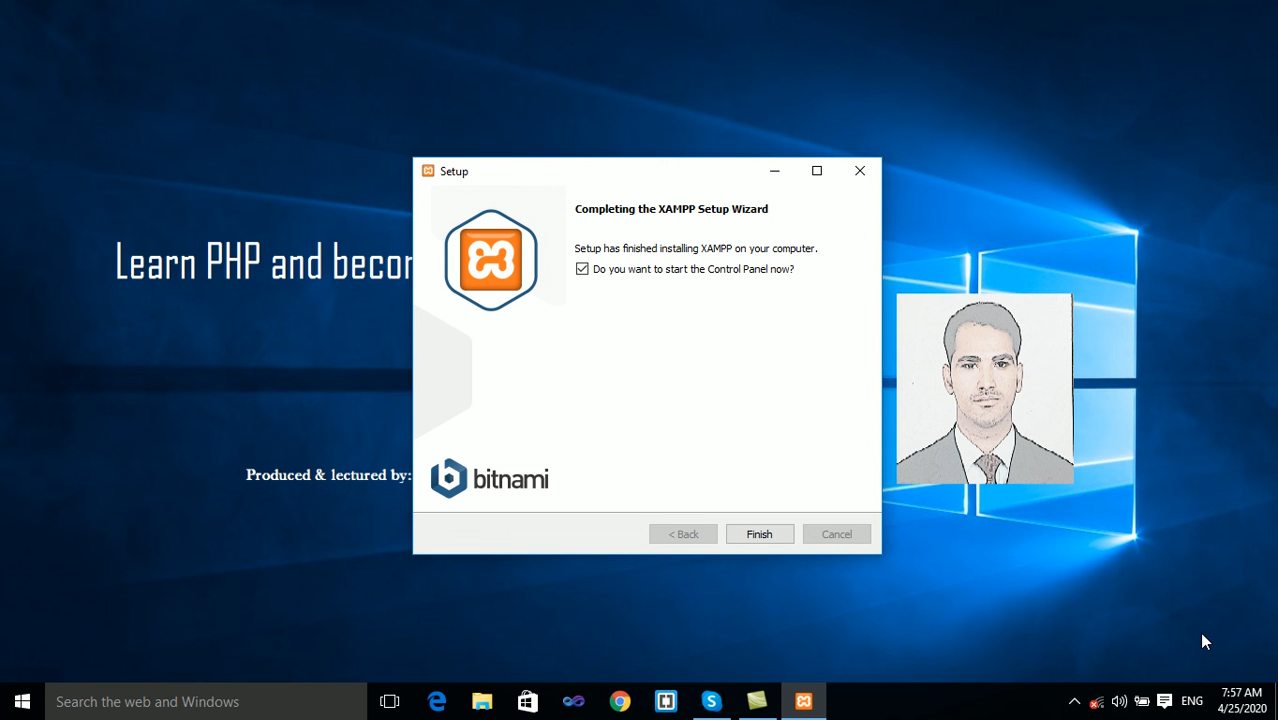 Setup
Completing the XAMPP Setup Wizard
Setup has finished installing XAMPP on your computer.
Do you want to start the Control Panel now?
Learn PHP and becor
Produced & lectured by:
bitnami
< Back
Finish
Cancel
Search the web and Windows
ENG
7:57 AM
4/25/2020